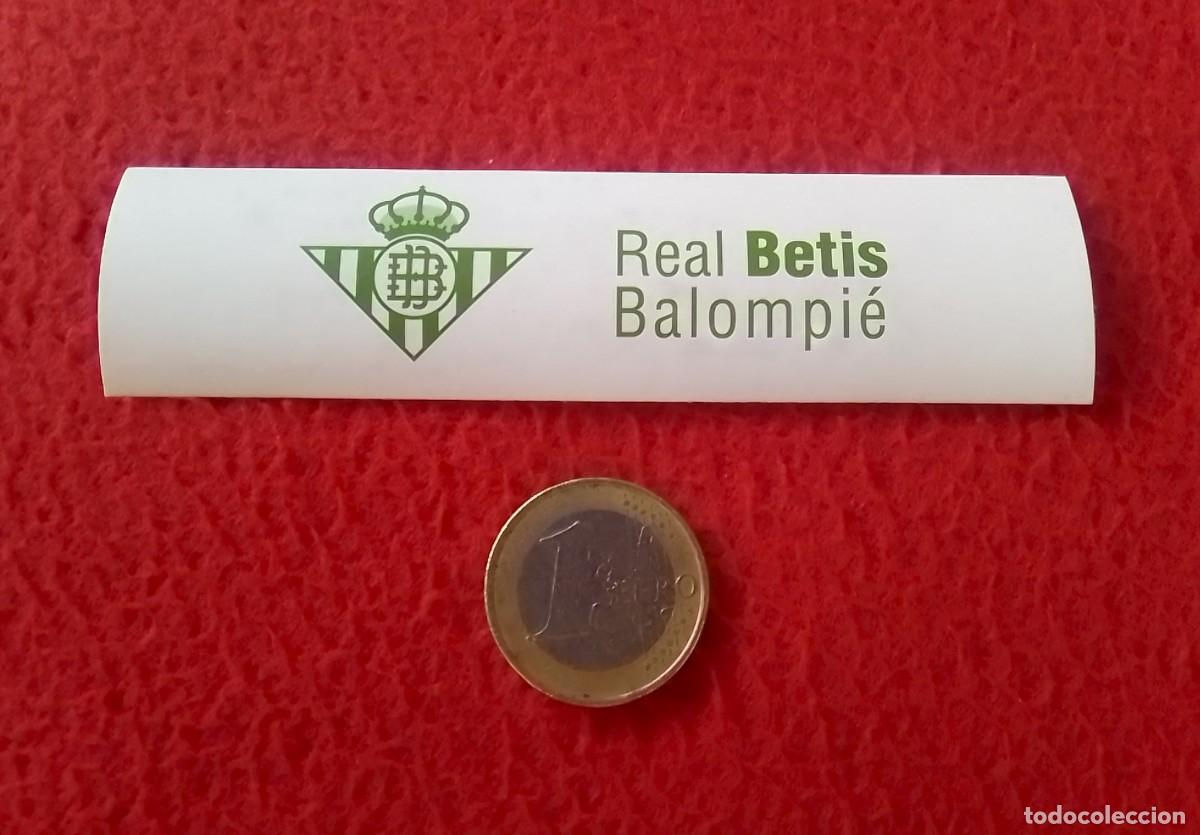 Real Betis
Balompié
1 EURO
todocoleccion